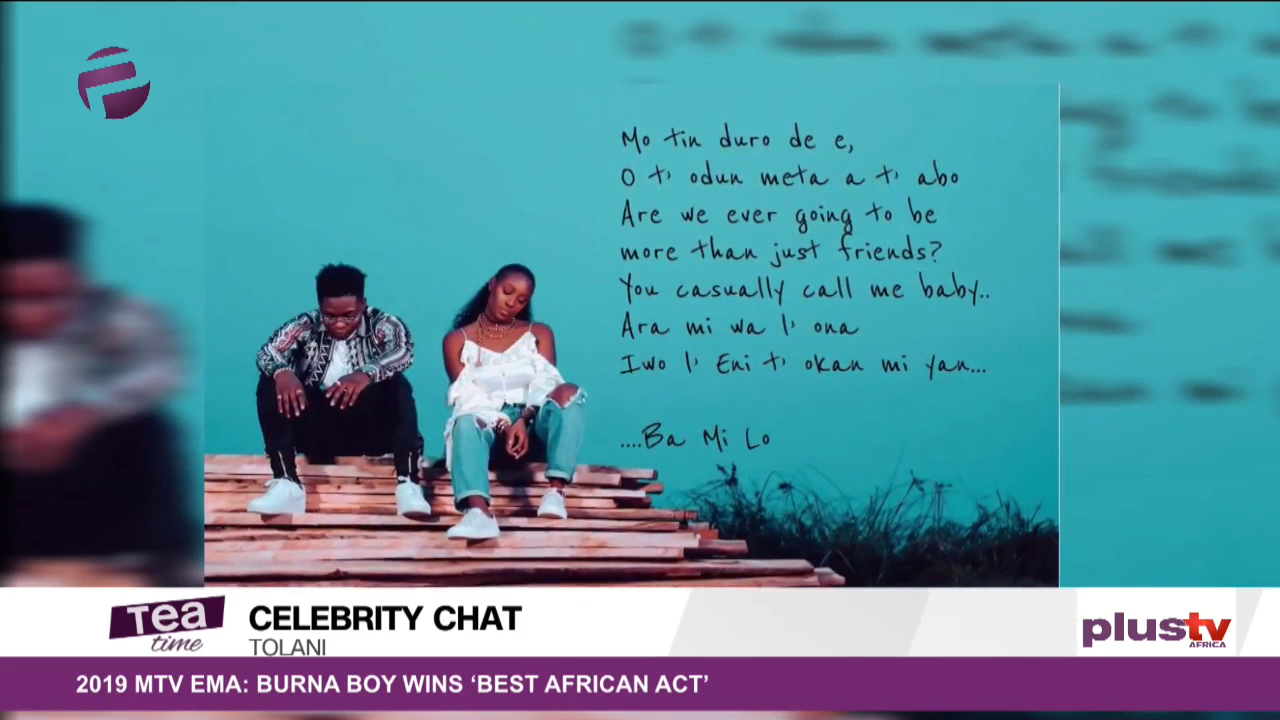 Mo tin duro de e,
O ti odun meta a ti abo
Are we ever going to be
more than just friends?
You casually call me baby..
Ara mi wa l' ona
Iwo l' Eni ti okan mi yan...
....Ba Mi Lo
Tea
time
CELEBRITY CHAT
TOLANI
plustv
AFRICA
2019 MTV EMA: BURNA BOY WINS ‘BEST AFRICAN ACT’